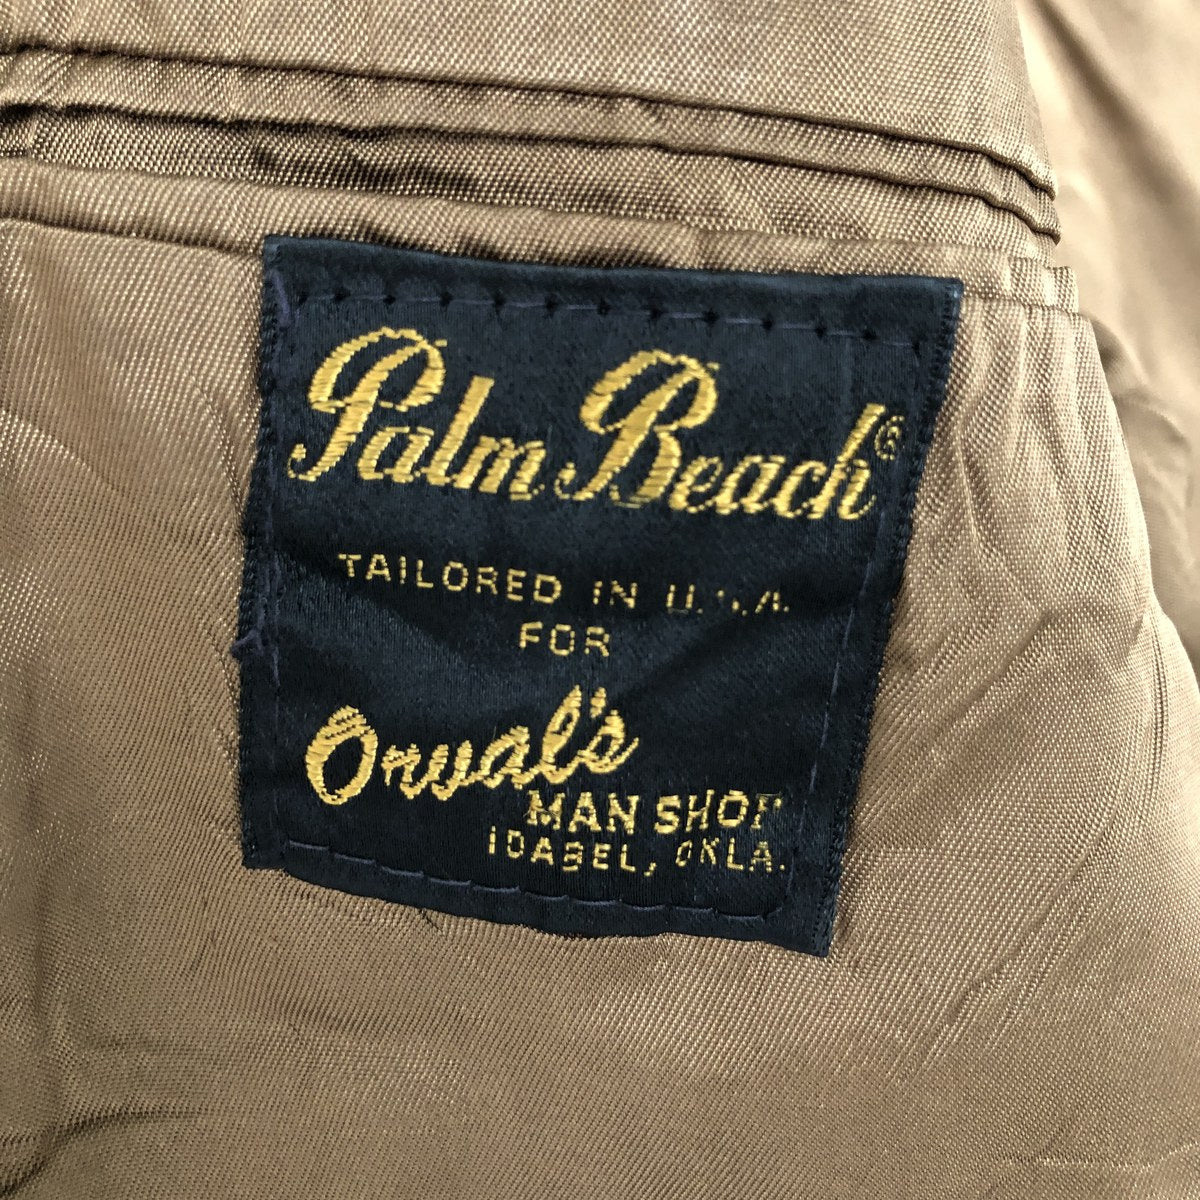 Palm Beach®
TAILORED IN U.S.A.
FOR
Orval's
MAN SHOP
IDABEL, OKLA.